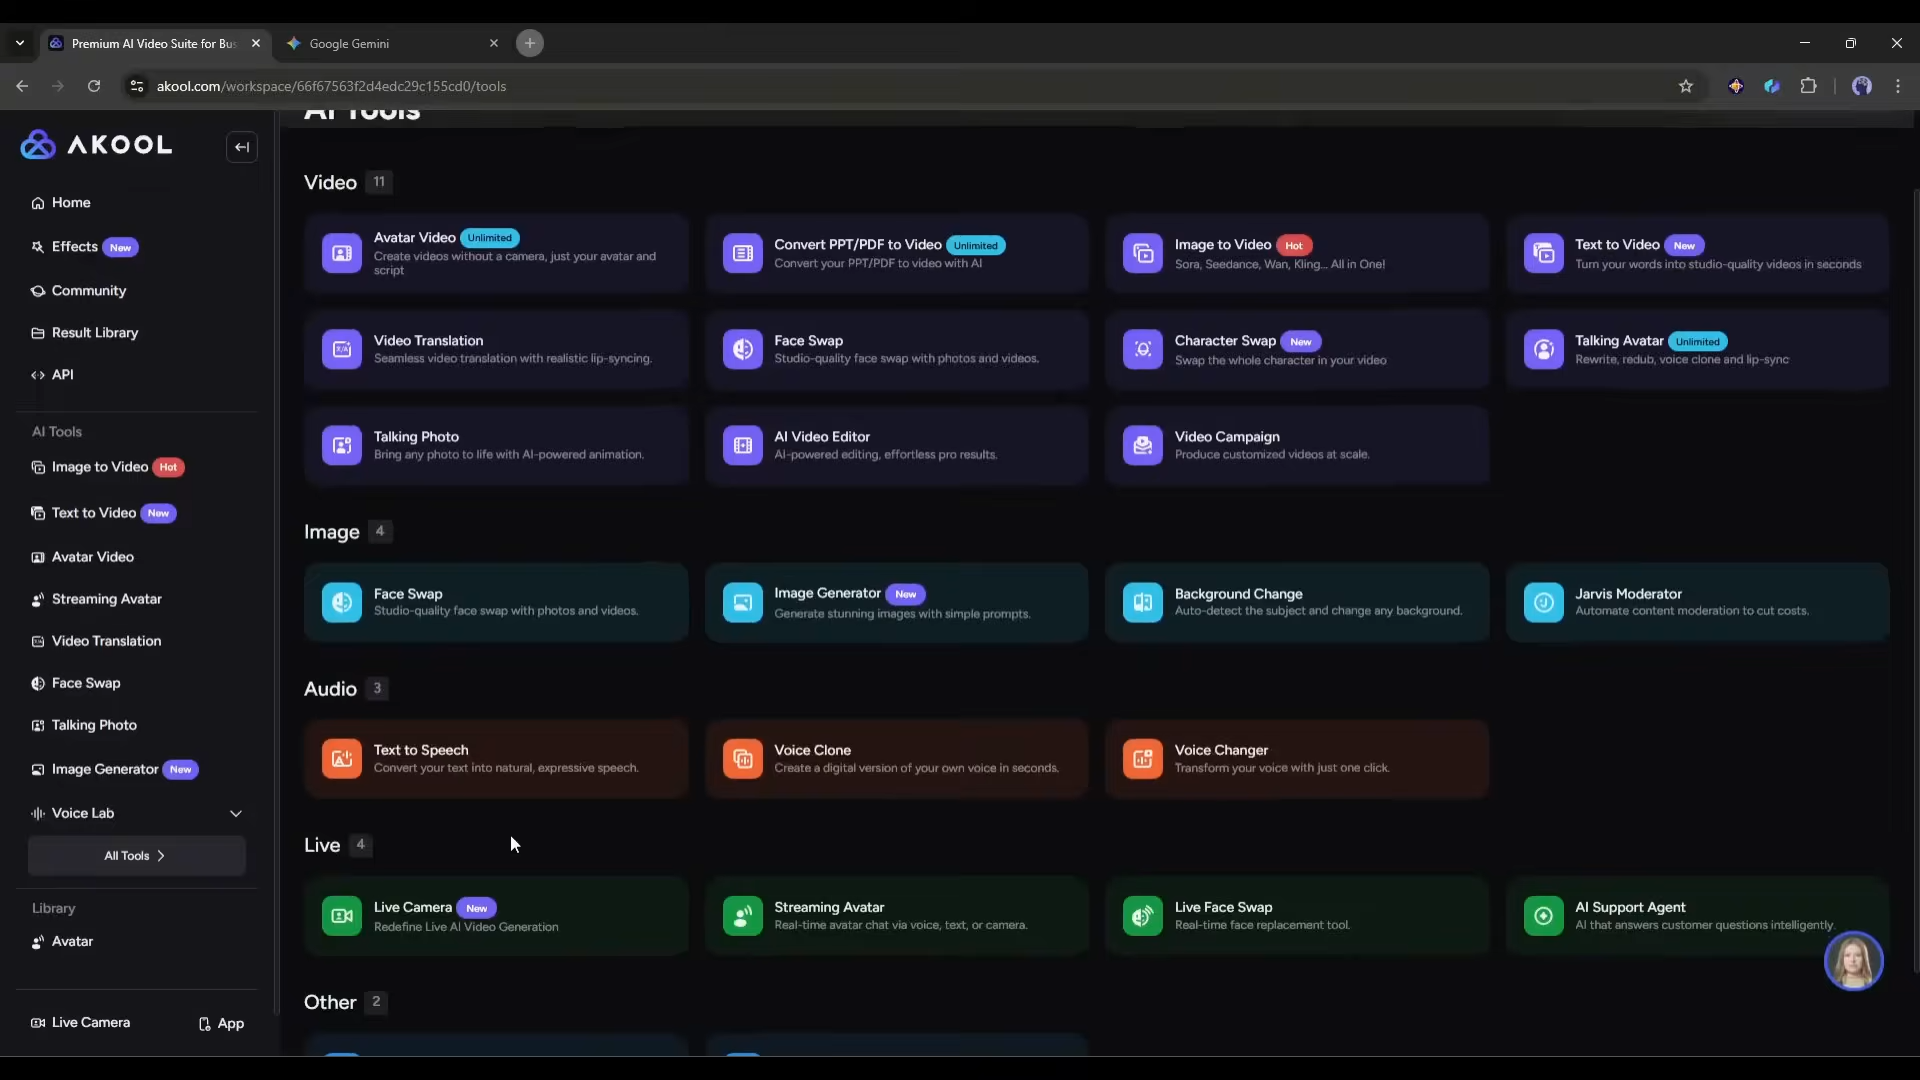 Premium AI Video Suite for Bus
Google Gemini
akool.com/workspace/66f67563f2d4edc29c155cd0/tools
AKOOL
Home
Effects New
Community
Result Library
API
AI Tools
Image to Video Hot
Text to Video New
Avatar Video
Streaming Avatar
Video Translation
Face Swap
Talking Photo
Image Generator New
Voice Lab
All Tools
Library
Avatar
Live Camera
App
AI Tools
Video 11
Avatar Video Unlimited
Create videos without a camera, just your avatar and
script
Convert PPT/PDF to Video Unlimited
Convert your PPT/PDF to video with AI
Image to Video Hot
Sora, Seedance, Wan, Kling... All in One!
Text to Video New
Turn your words into studio-quality videos in seconds
Video Translation
Seamless video translation with realistic lip-syncing.
Face Swap
Studio-quality face swap with photos and videos.
Character Swap New
Swap the whole character in your video
Talking Avatar Unlimited
Rewrite, redub, voice clone and lip-sync
Talking Photo
Bring any photo to life with AI-powered animation.
AI Video Editor
AI-powered editing, effortless pro results.
Video Campaign
Produce customized videos at scale.
Image 4
Face Swap
Studio-quality face swap with photos and videos.
Image Generator New
Generate stunning images with simple prompts.
Background Change
Auto-detect the subject and change any background.
Jarvis Moderator
Automate content moderation to cut costs.
Audio 3
Text to Speech
Convert your text into natural, expressive speech.
Voice Clone
Create a digital version of your own voice in seconds.
Voice Changer
Transform your voice with just one click.
Live 4
Live Camera New
Redefine Live AI Video Generation
Streaming Avatar
Real-time avatar chat via voice, text, or camera.
Live Face Swap
Real-time face replacement tool.
AI Support Agent
AI that answers customer questions intelligently.
Other 2